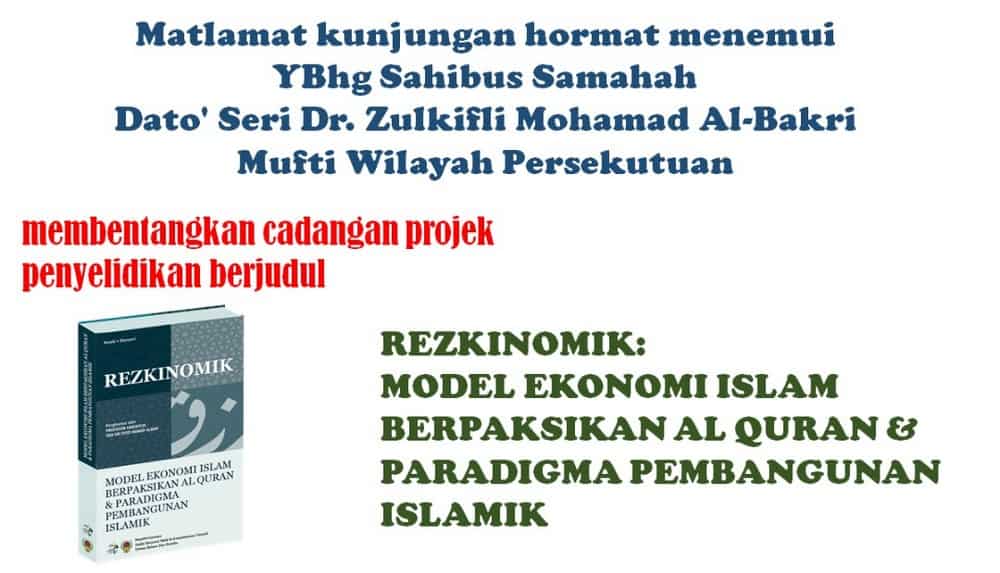 Matlamat kunjungan hormat menemui
YBhg Sahibus Samahah
Dato' Seri Dr. Zulkifli Mohamad Al-Bakri
Mufti Wilayah Persekutuan
membentangkan cadangan projek
penyelidikan berjudul
REZKINOMIK
رزق
MODEL EKONOMI ISLAM
BERPAKSIKAN AL QURAN
& PARADIGMA
PEMBANGUNAN
ISLAMIK
REZKINOMIK:
MODEL EKONOMI ISLAM
BERPAKSIKAN AL QURAN &
PARADIGMA PEMBANGUNAN
ISLAMIK